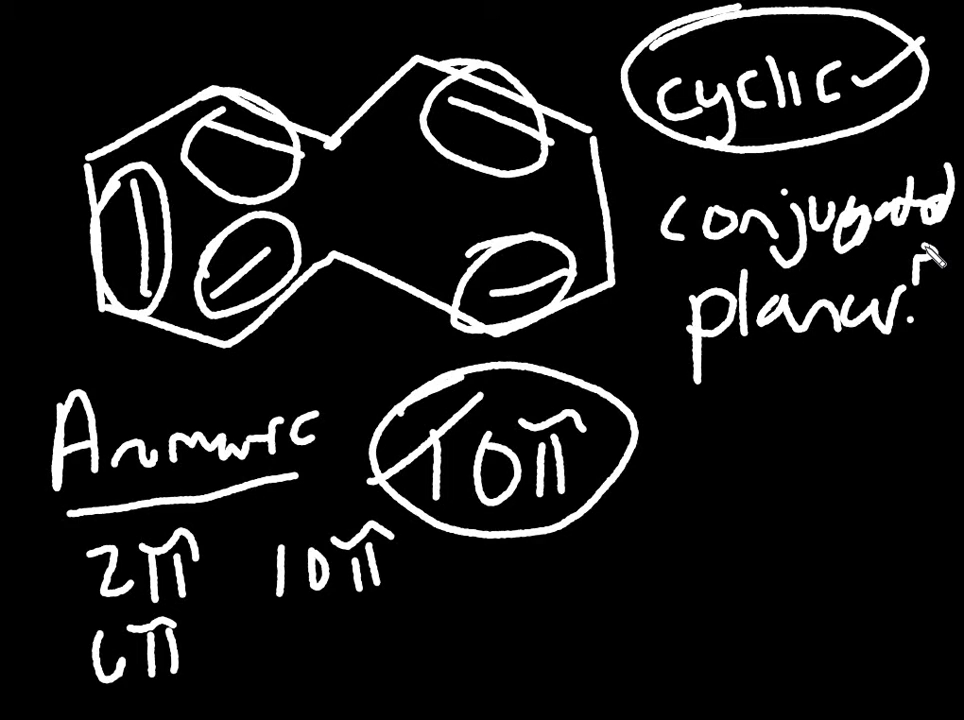 cyclic ✓
conjugated
planar?
Aromatic
10π
2π 10π
6π